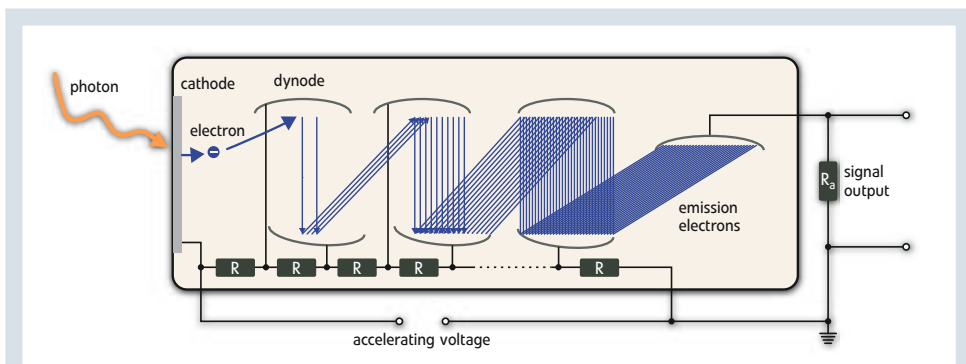 photon
cathode
dynode
electron
R
R
R
R
R
Ra
signal
output
emission
electrons
accelerating voltage